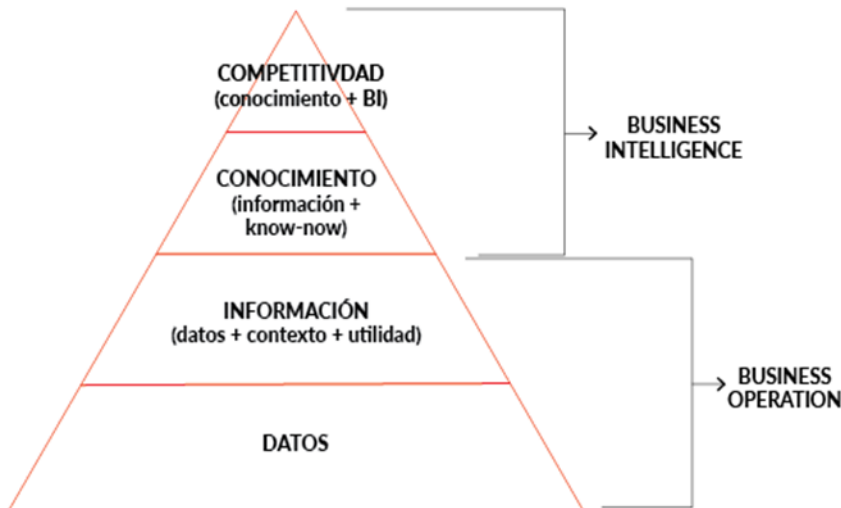 COMPETITIVDAD
(conocimiento + BI)
BUSINESS
INTELLIGENCE
CONOCIMIENTO
(información +
know-now)
INFORMACIÓN
(datos + contexto + utilidad)
BUSINESS
OPERATION
DATOS